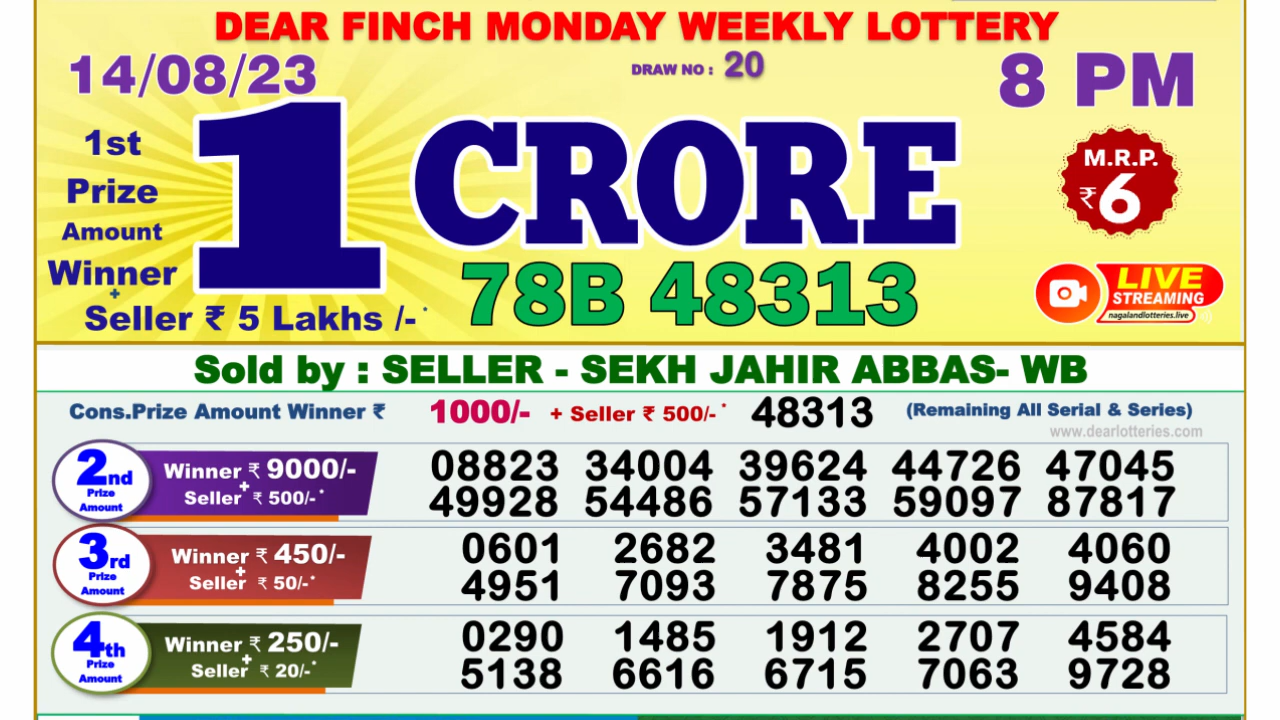 DEAR FINCH MONDAY WEEKLY LOTTERY
14/08/23
DRAW NO : 20
8 PM
1st
Prize
Amount
Winner
+
Seller ₹ 5 Lakhs /-*
1 CRORE
78B 48313
M.R.P.
₹6
LIVE
STREAMING
nagalandlotteries.live
Sold by : SELLER - SEKH JAHIR ABBAS- WB
Cons.Prize Amount Winner ₹ 1000/- + Seller ₹ 500/-* 48313 (Remaining All Serial & Series)
www.dearlotteries.com
2nd
Prize
Amount
Winner ₹ 9000/-
+
Seller ₹ 500/-*
08823 34004 39624 44726 47045
49928 54486 57133 59097 87817
3rd
Prize
Amount
Winner ₹ 450/-
+
Seller ₹ 50/-*
0601 2682 3481 4002 4060
4951 7093 7875 8255 9408
4th
Prize
Amount
Winner ₹ 250/-
+
Seller ₹ 20/-*
0290 1485 1912 2707 4584
5138 6616 6715 7063 9728